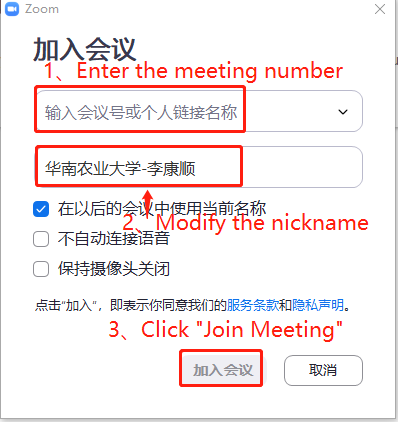 Zoom
加入会议
1、Enter the meeting number
输入会议号或个人链接名称
华南农业大学-李康顺
在以后的会议中使用当前名称
2、Modify the nickname
不自动连接语音
保持摄像头关闭
点击“加入”，即表示你同意我们的服务条款和隐私声明。
3、Click "Join Meeting"
加入会议
取消